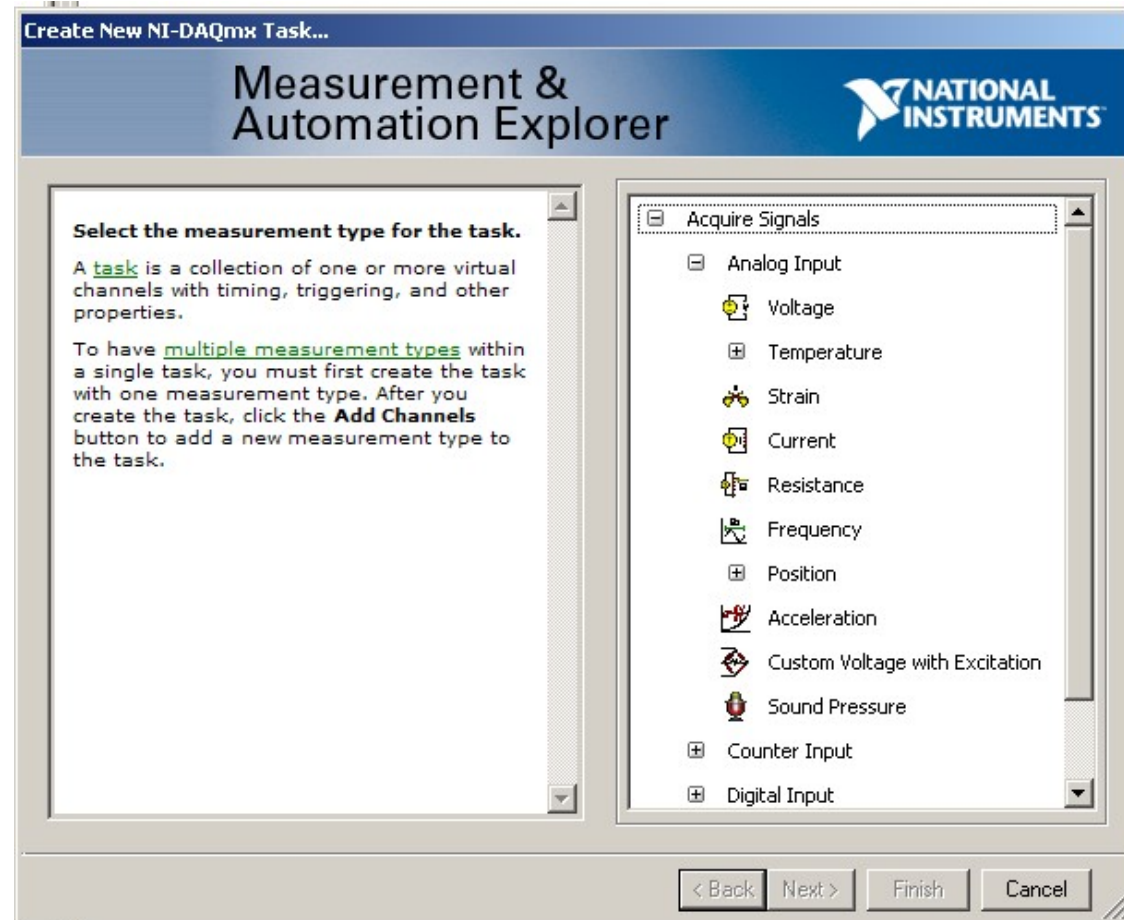 Create New NI-DAQmx Task...
Measurement &
Automation Explorer
NATIONAL
INSTRUMENTS
Select the measurement type for the task.
A task is a collection of one or more virtual
channels with timing, triggering, and other
properties.
To have multiple measurement types within
a single task, you must first create the task
with one measurement type. After you
create the task, click the Add Channels
button to add a new measurement type to
the task.
Acquire Signals
Analog Input
Voltage
Temperature
Strain
Current
Resistance
Frequency
Position
Acceleration
Custom Voltage with Excitation
Sound Pressure
Counter Input
Digital Input
< Back Next > Finish Cancel